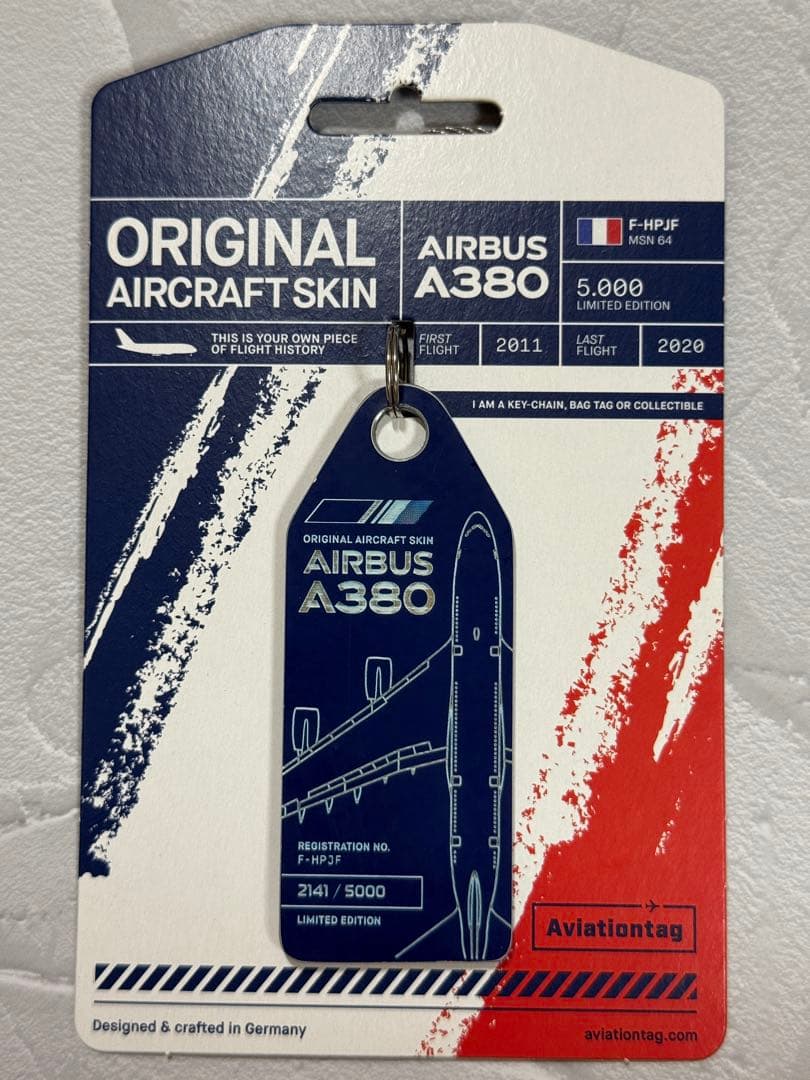 ORIGINAL
AIRCRAFT SKIN
AIRBUS
A380
F-HPJF
MSN 64
5.000
LIMITED EDITION
THIS IS YOUR OWN PIECE
OF FLIGHT HISTORY
FIRST
FLIGHT
2011
LAST
FLIGHT
2020
I AM A KEY-CHAIN, BAG TAG OR COLLECTIBLE
ORIGINAL AIRCRAFT SKIN
AIRBUS
A380
REGISTRATION NO.
F-HPJF
2141 / 5000
LIMITED EDITION
Aviationtag
Designed & crafted in Germany
aviationtag.com